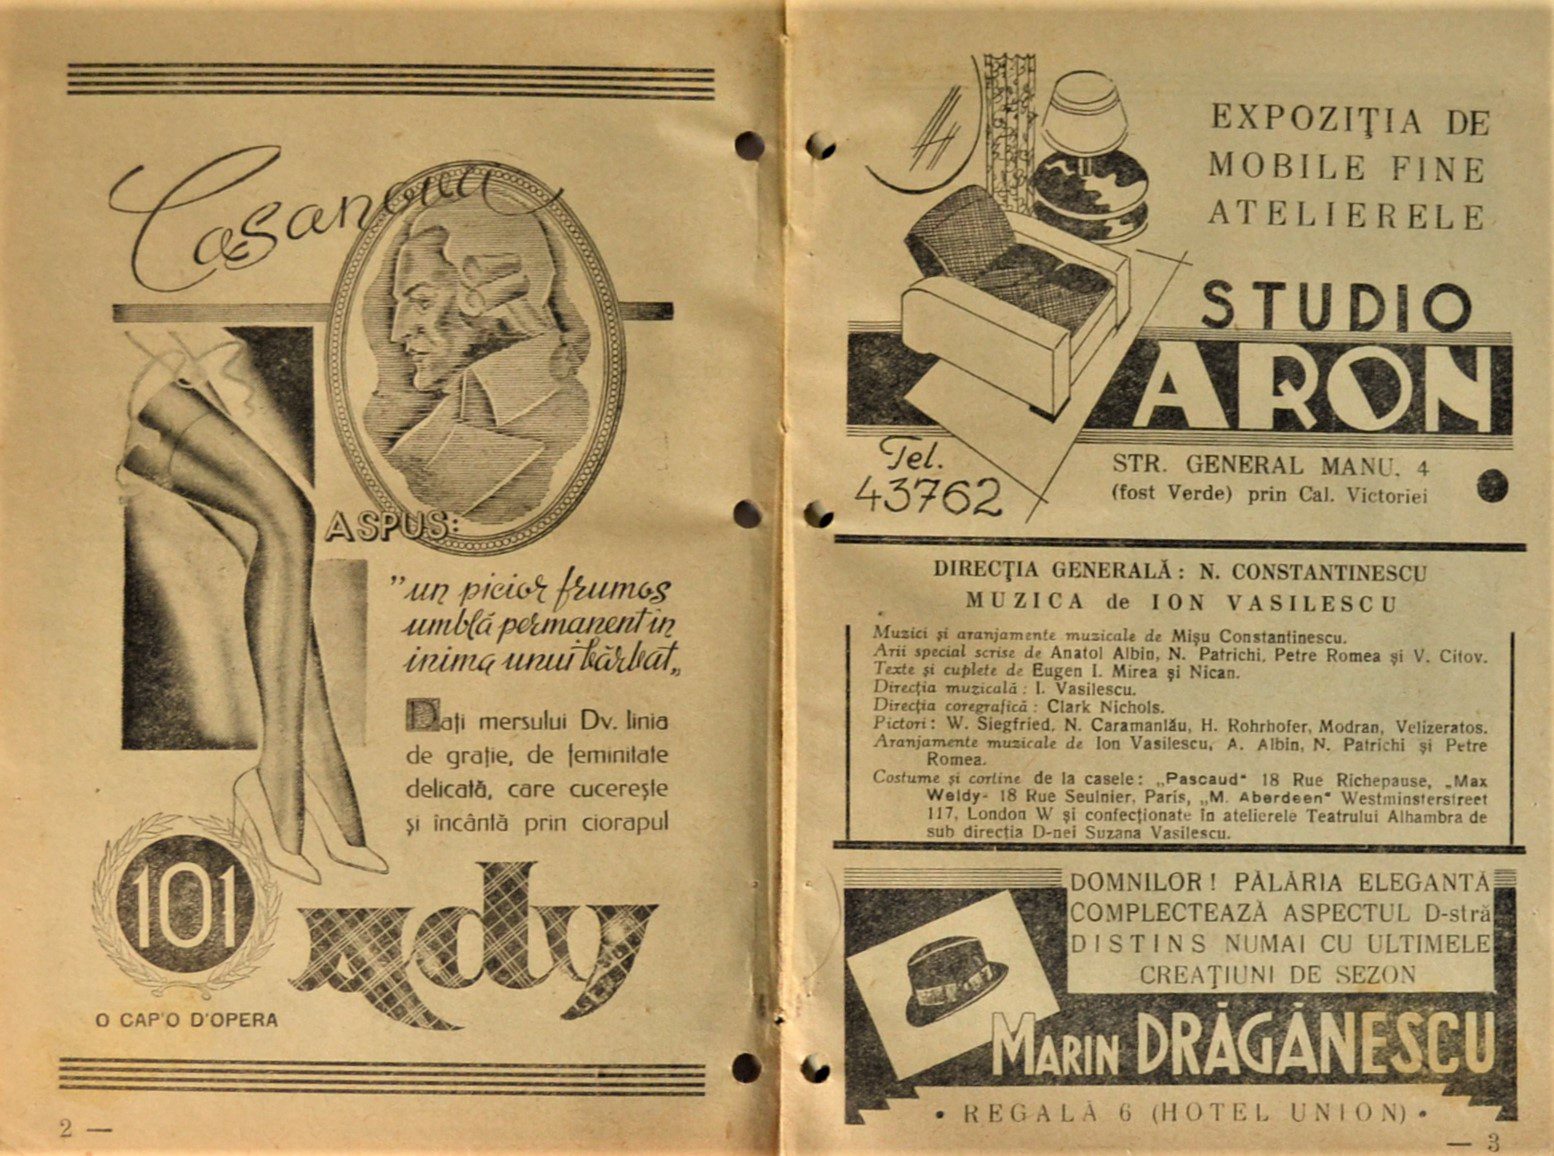 Casanova
A SPUS:
"un picior frumos
umblă permanent în
inima unui bărbat„
Dați mersului Dv. linia
de grație, de feminitate
delicată, care cucerește
și încântă prin ciorapul
101
Ady
O CAP'O D'OPERA
2 —
EXPOZIȚIA DE
MOBILE FINE
ATELIERELE
STUDIO
ARON
Tel.
43762
STR. GENERAL MANU, 4
(fost Verde) prin Cal. Victoriei
DIRECȚIA GENERALĂ: N. CONSTANTINESCU
MUZICA de ION VASILESCU
Muzici și aranjamente muzicale de Mișu Constantinescu.
Arii special scrise de Anatol Albin, N. Patrichi, Petre Romea și V. Citov.
Texte și cuplete de Eugen I. Mirea și Nican.
Direcția muzicală: I. Vasilescu.
Direcția coregrafică: Clark Nichols.
Pictori: W. Siegfried, N. Caramanlău, H. Rohrhofer, Modran, Velizeratos.
Aranjamente muzicale de Ion Vasilescu, A. Albin, N. Patrichi și Petre
Romea.
Costume și cortine de la casele: „Pascaud" 18 Rue Richepause, „Max
Weldy" 18 Rue Seulnier, Paris, „M. Aberdeen" Westminsterstreet
117, London W și confecționate în atelierele Teatrului Alhambra de
sub direcția D-nei Suzana Vasilescu.
DOMNILOR! PĂLĂRIA ELEGANTĂ
COMPLECTEAZĂ ASPECTUL D-stră
DISTINS NUMAI CU ULTIMELE
CREAȚIUNI DE SEZON
MARIN DRĂGĂNESCU
• REGALĂ 6 (HOTEL UNION) •
— 3